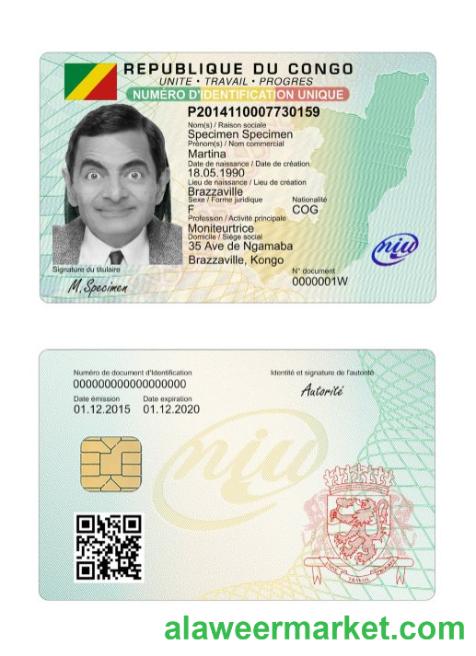 REPUBLIQUE DU CONGO
UNITE • TRAVAIL • PROGRES
NUMÉRO D'IDENTIFICATION UNIQUE
P2014110007730159
Nom(s) / Raison sociale
Specimen Specimen
Prénom(s) / Nom commercial
Martina
Date de naissance / Date de création
18.05.1990
Lieu de naissance / Lieu de création
Brazzaville
Sexe / Forme juridique Nationalité
F COG
Profession / Activité principale
Moniteurtrice
Domicile / Siège social
35 Ave de Ngamaba
Brazzaville, Kongo
niu
Signature du titulaire N° document
M. Specimen 0000001W
Numéro de document d'Identification Identité et signature de l'autorité
000000000000000000 Autorité
Date émission Date expiration
01.12.2015 01.12.2020
niu
alaweermarket.com